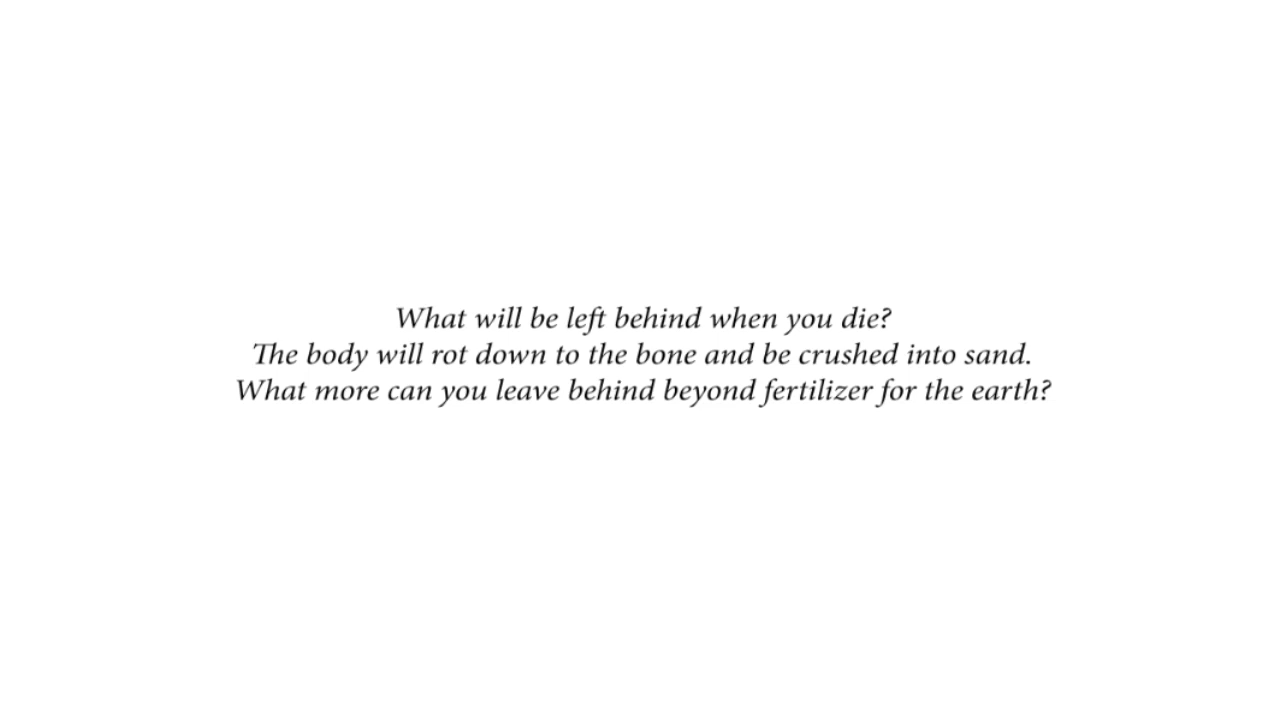 What will be left behind when you die?
The body will rot down to the bone and be crushed into sand.
What more can you leave behind beyond fertilizer for the earth?